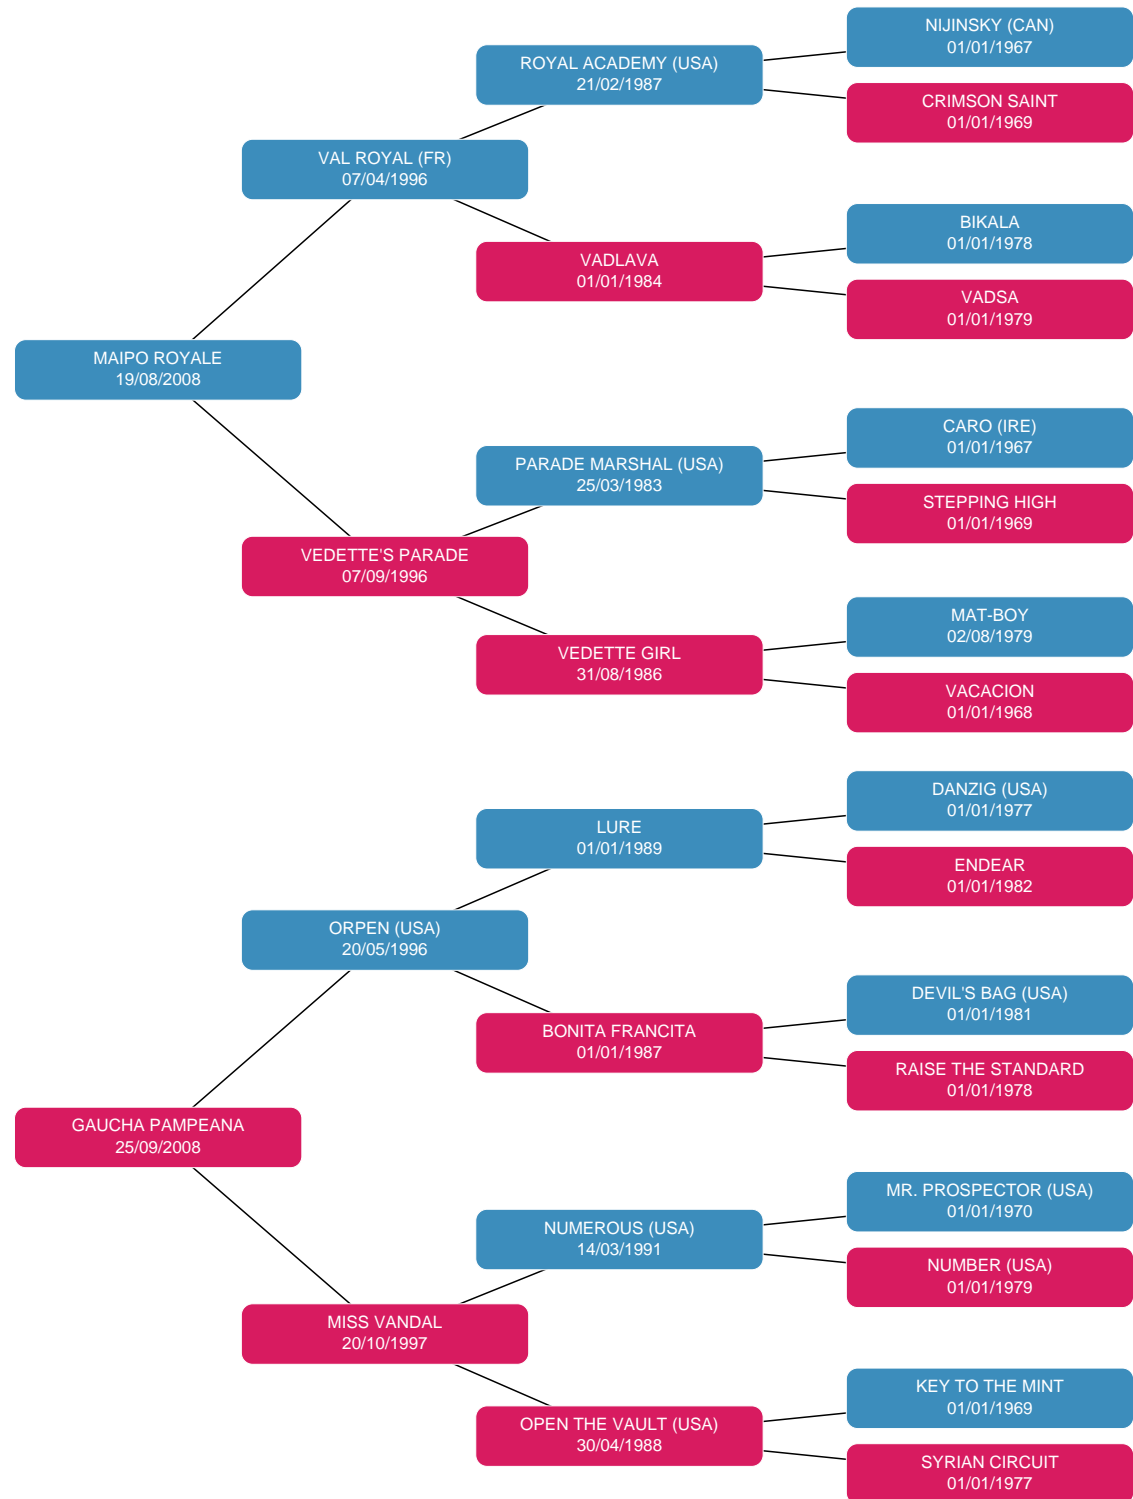 NIJINSKY (CAN)
01/01/1967
ROYAL ACADEMY (USA)
21/02/1987
CRIMSON SAINT
01/01/1969
VAL ROYAL (FR)
07/04/1996
BIKALA
01/01/1978
VADLAVA
01/01/1984
VADSA
01/01/1979
MAIPO ROYALE
19/08/2008
CARO (IRE)
01/01/1967
PARADE MARSHAL (USA)
25/03/1983
STEPPING HIGH
01/01/1969
VEDETTE'S PARADE
07/09/1996
MAT-BOY
02/08/1979
VEDETTE GIRL
31/08/1986
VACACION
01/01/1968
DANZIG (USA)
01/01/1977
LURE
01/01/1989
ENDEAR
01/01/1982
ORPEN (USA)
20/05/1996
DEVIL'S BAG (USA)
01/01/1981
BONITA FRANCITA
01/01/1987
RAISE THE STANDARD
01/01/1978
GAUCHA PAMPEANA
25/09/2008
MR. PROSPECTOR (USA)
01/01/1970
NUMEROUS (USA)
14/03/1991
NUMBER (USA)
01/01/1979
MISS VANDAL
20/10/1997
KEY TO THE MINT
01/01/1969
OPEN THE VAULT (USA)
30/04/1988
SYRIAN CIRCUIT
01/01/1977